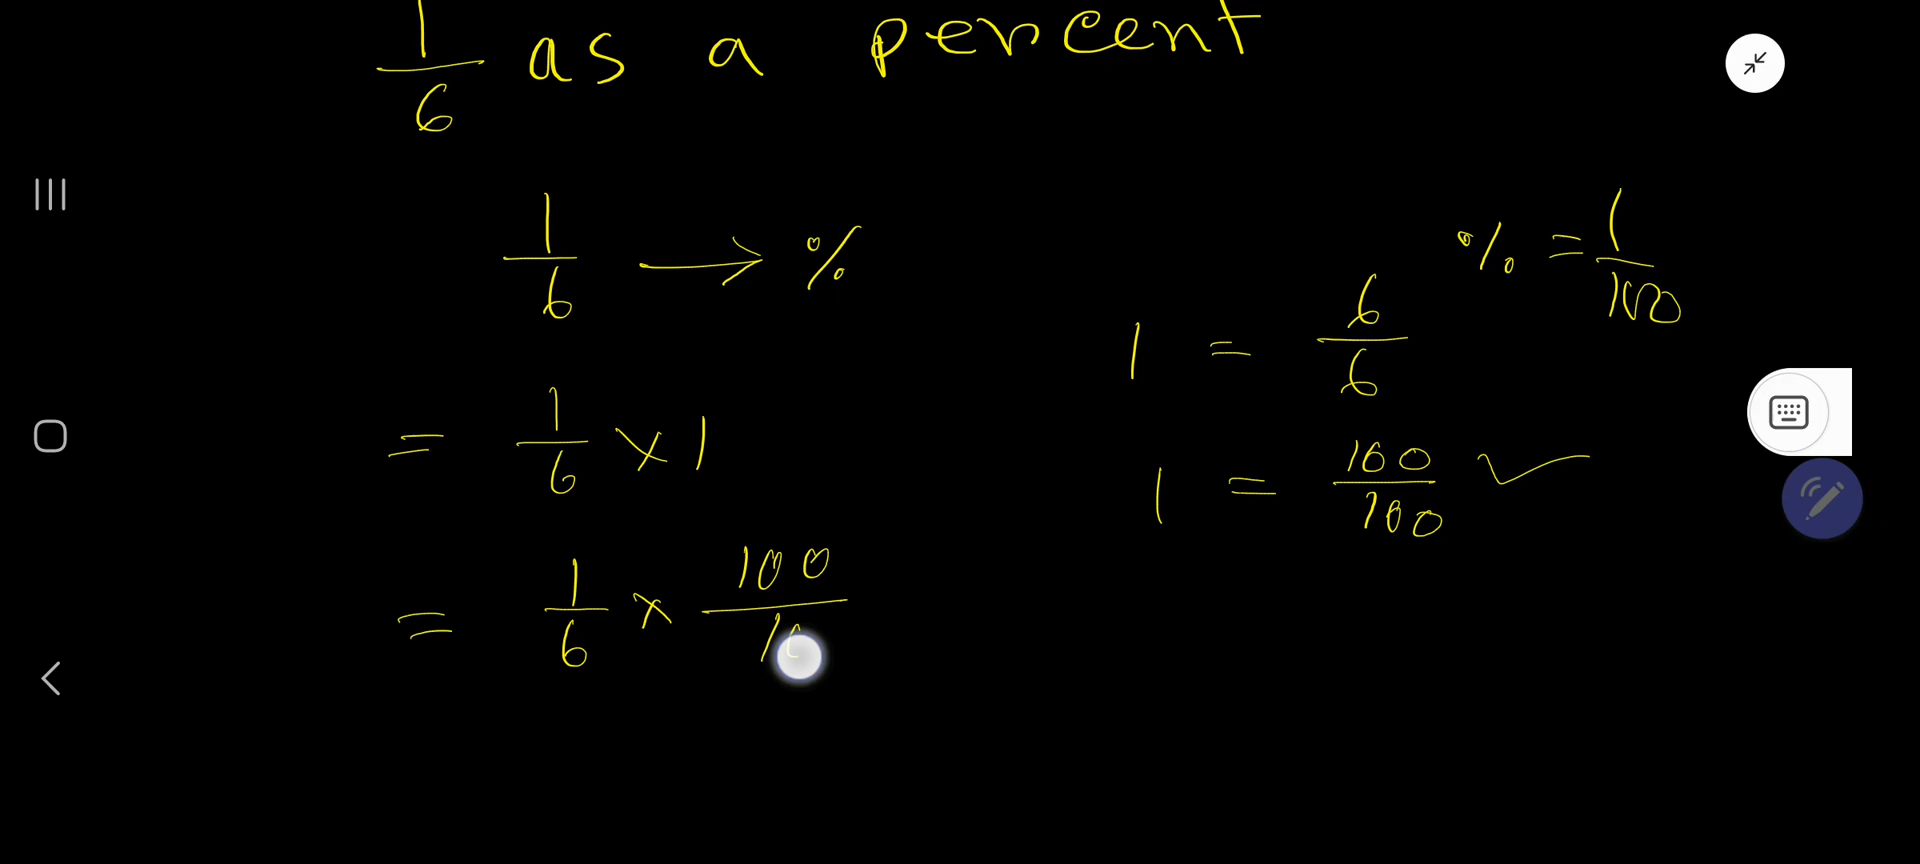 1/6 as a percent
1/6 → %
% = 1/100
1 = 6/6
= 1/6 × 1
1 = 100/100 ✓
= 1/6 × 100/10